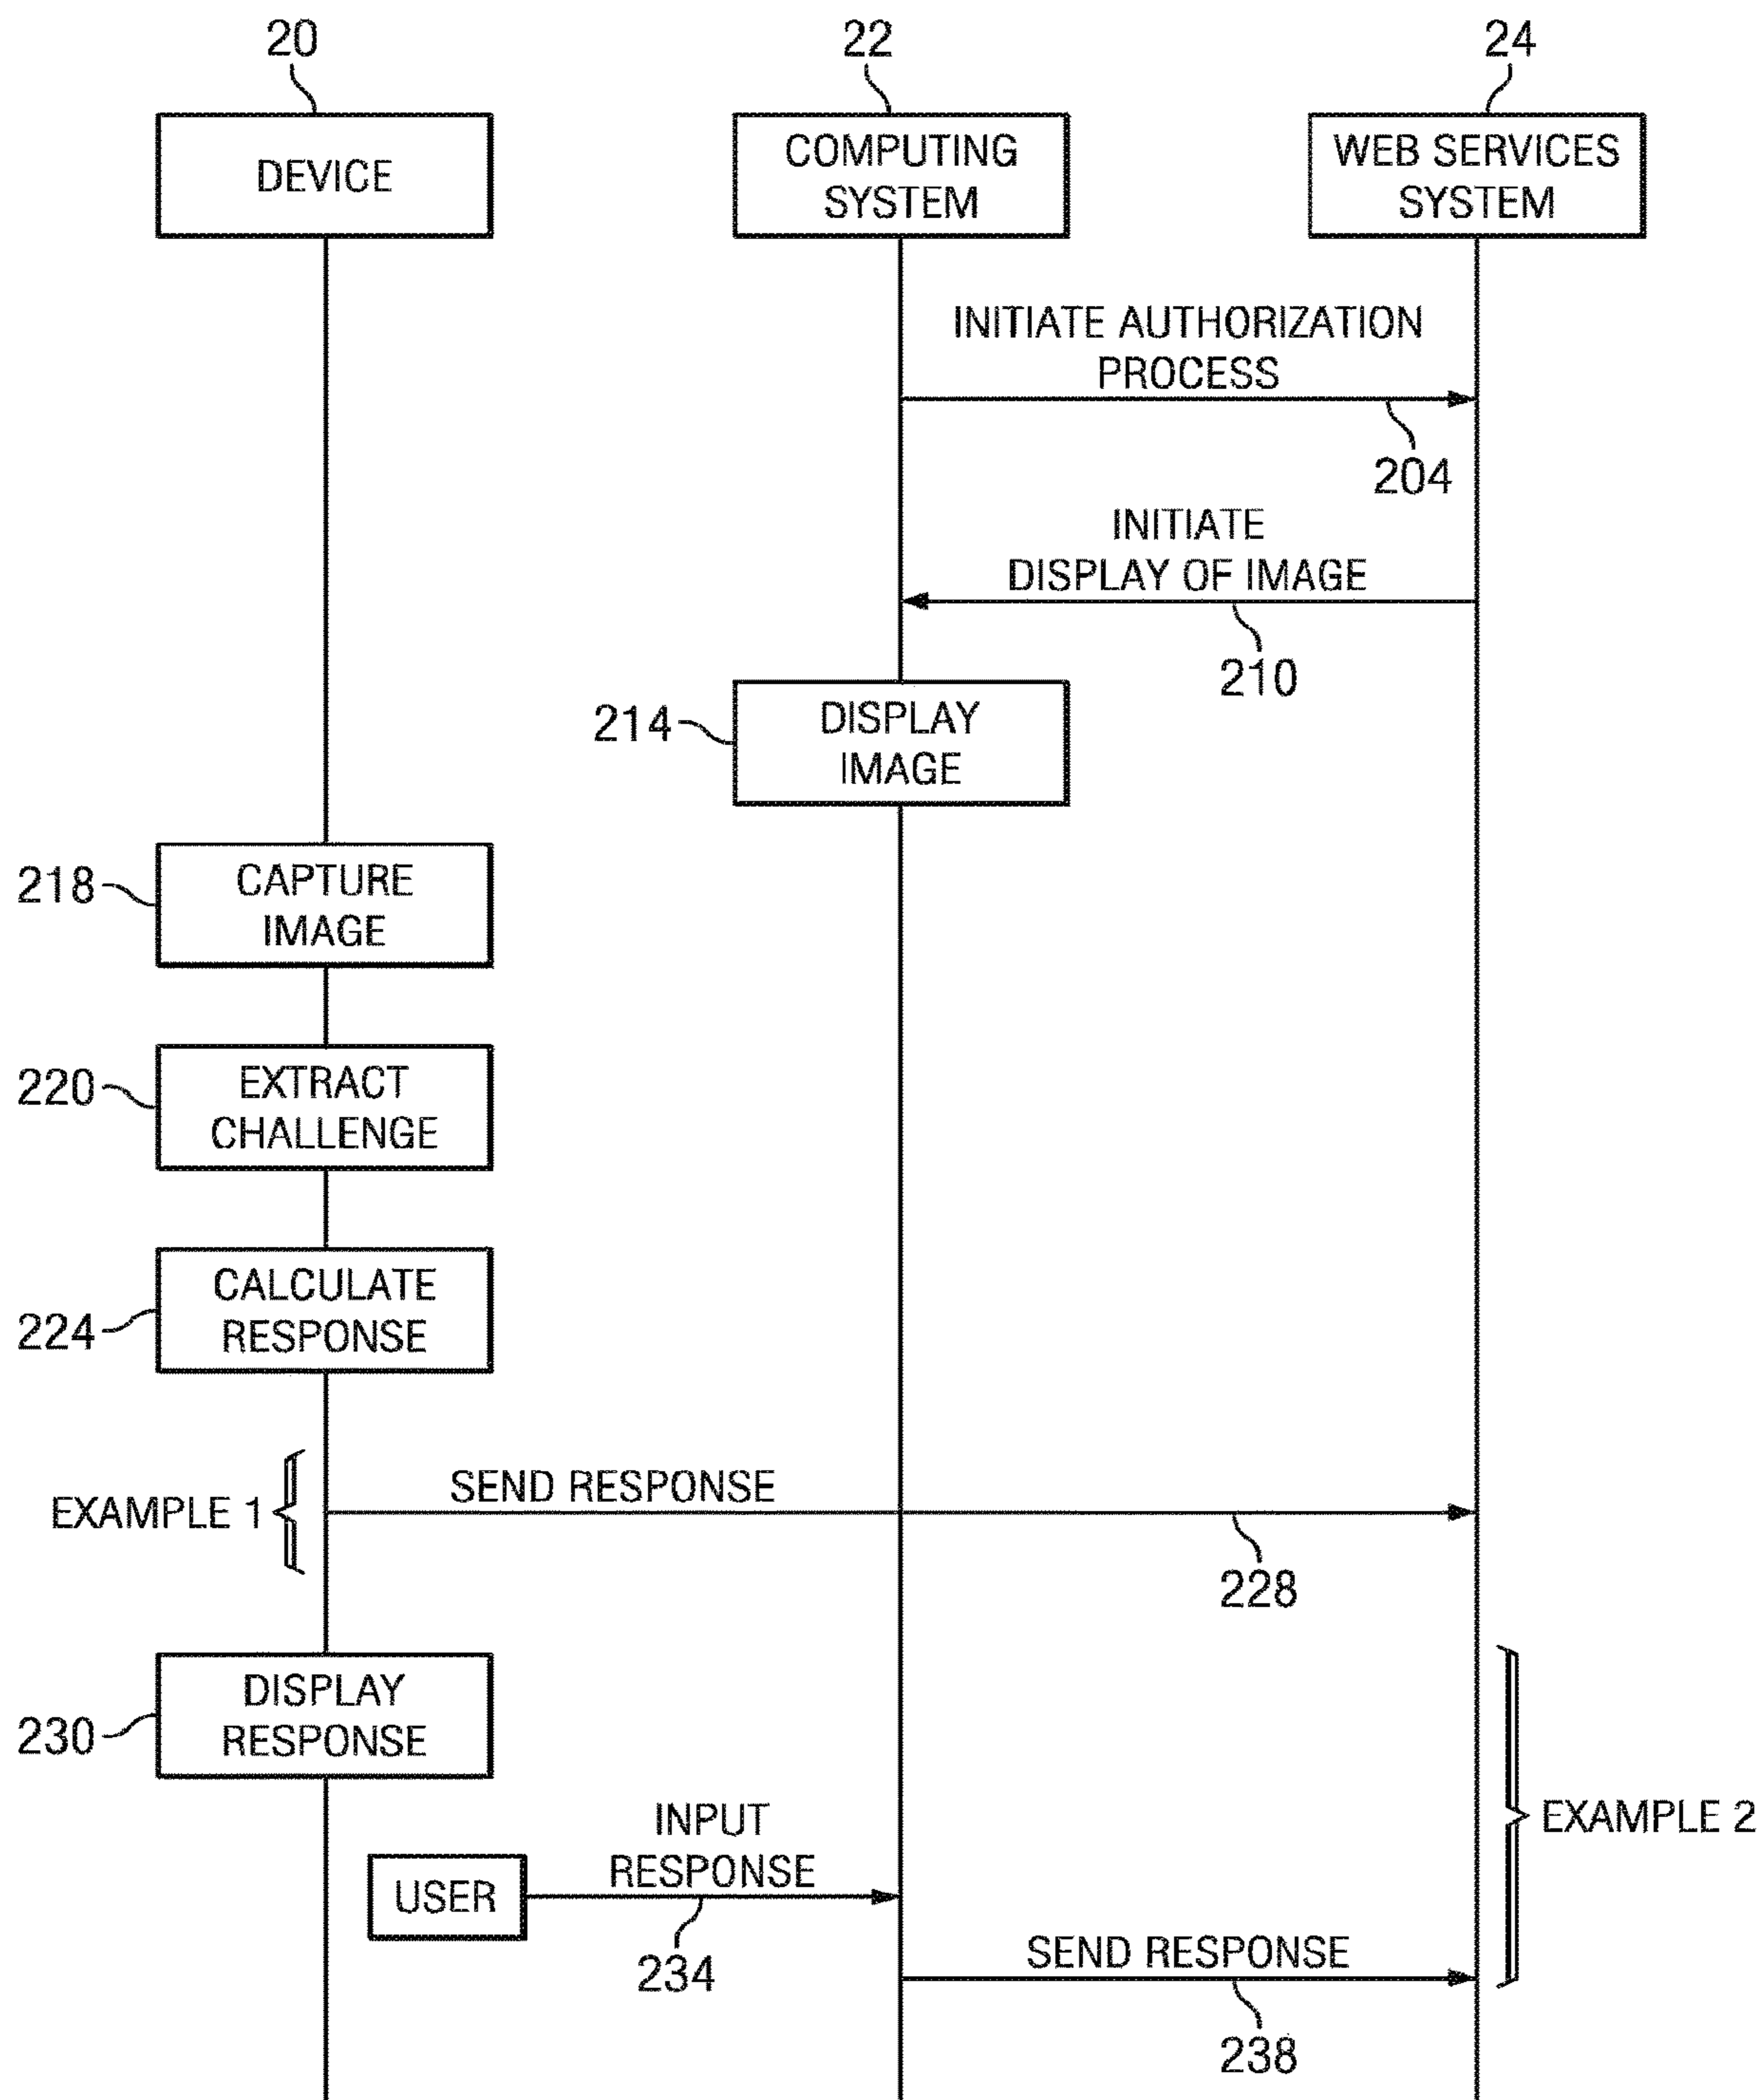 20
22
24
DEVICE
COMPUTING
SYSTEM
WEB SERVICES
SYSTEM
INITIATE AUTHORIZATION
PROCESS
204
INITIATE
DISPLAY OF IMAGE
210
214
DISPLAY
IMAGE
218
CAPTURE
IMAGE
220
EXTRACT
CHALLENGE
224
CALCULATE
RESPONSE
EXAMPLE 1
SEND RESPONSE
228
230
DISPLAY
RESPONSE
EXAMPLE 2
USER
INPUT
RESPONSE
234
SEND RESPONSE
238